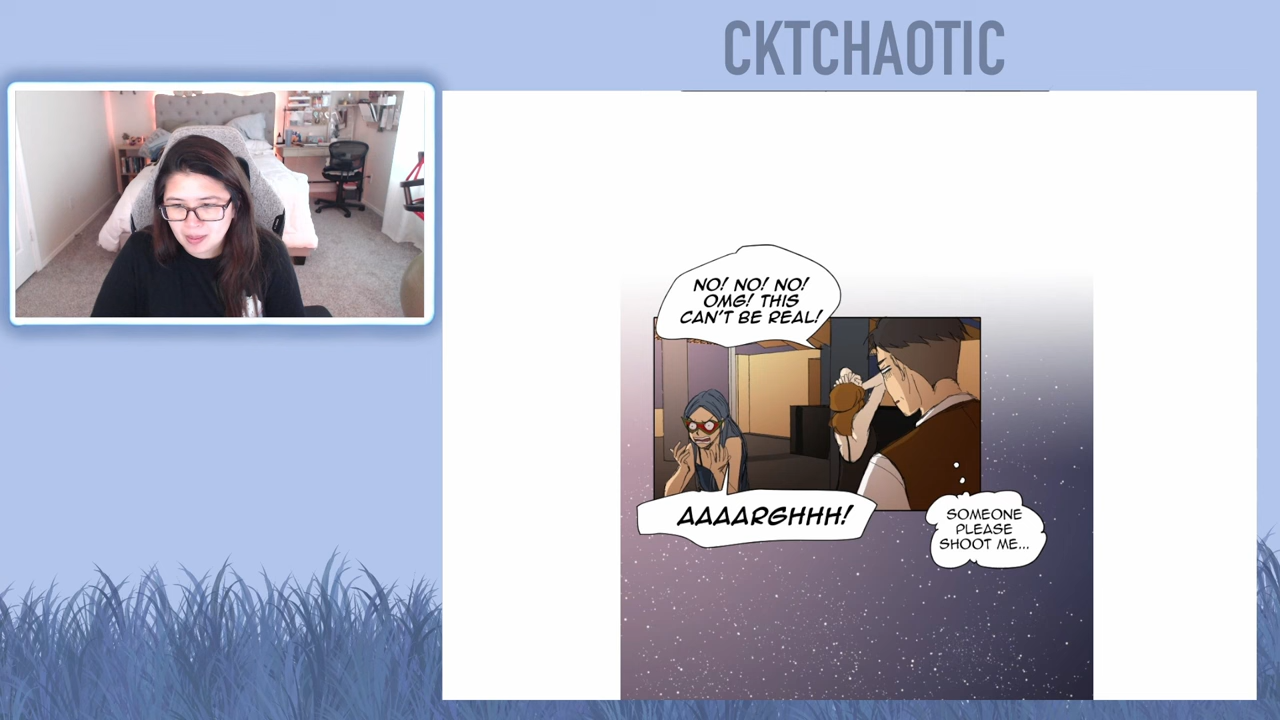 CKTCHAOTIC
NO! NO! NO!
OMG! THIS
CAN'T BE REAL!
AAAARGHHH!
SOMEONE
PLEASE
SHOOT ME...